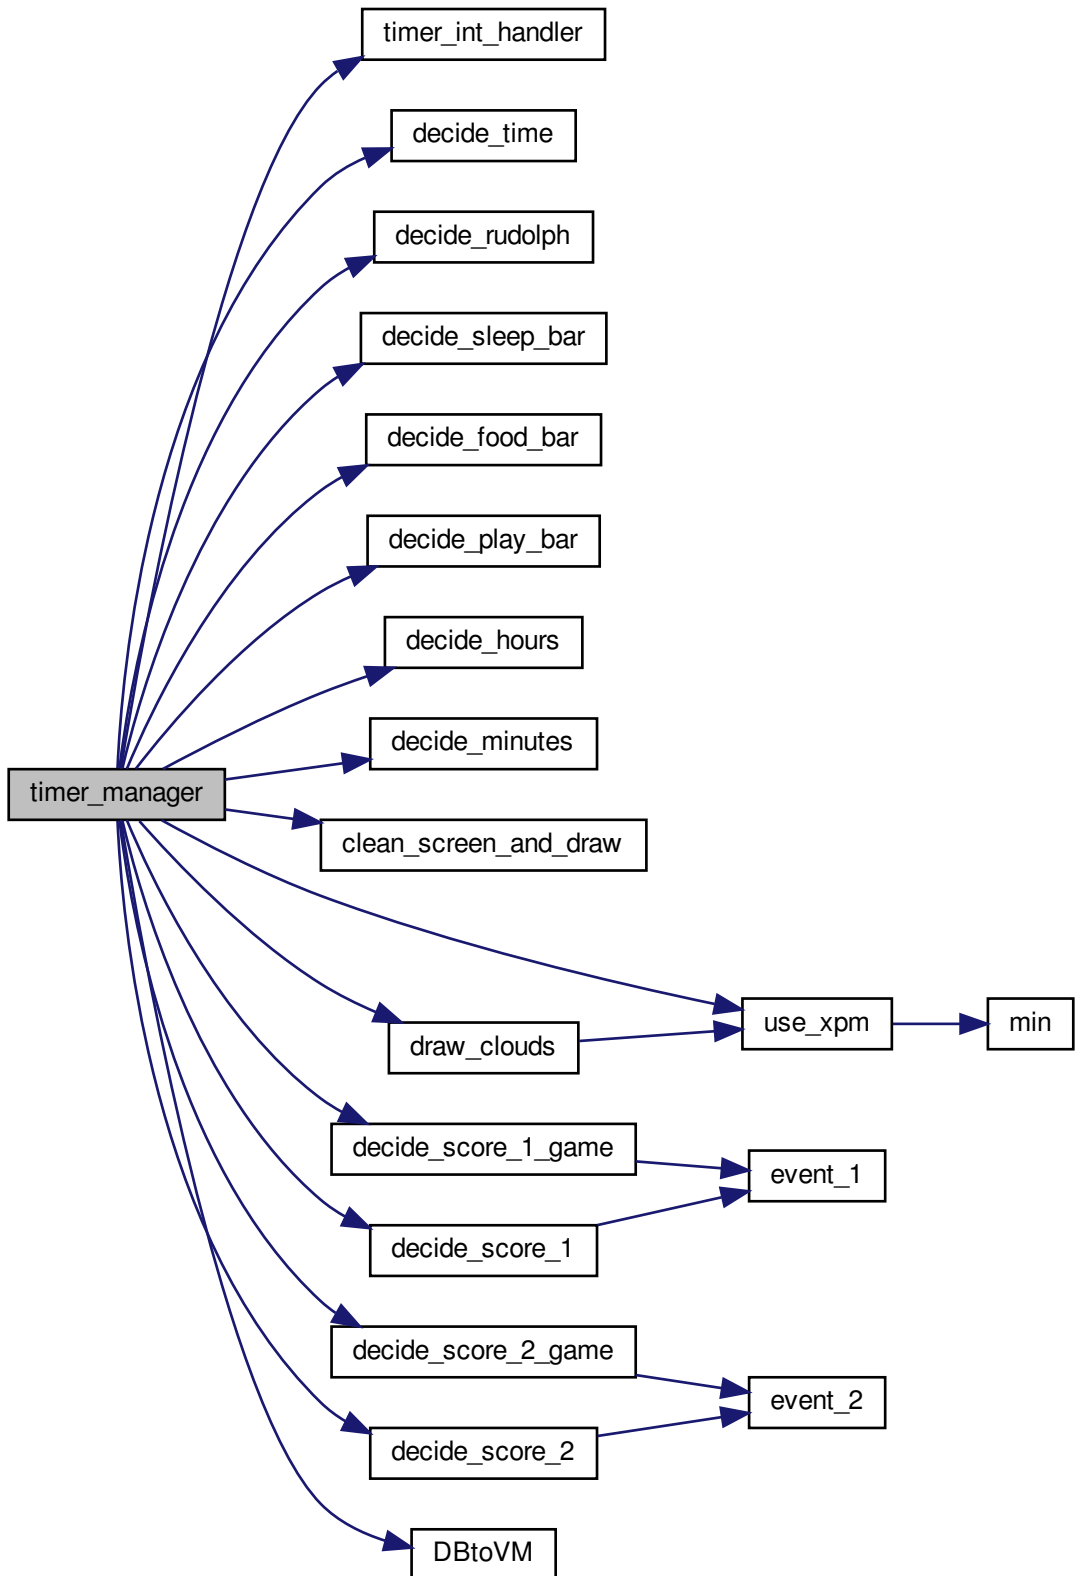 timer_int_handler
decide_time
decide_rudolph
decide_sleep_bar
decide_food_bar
decide_play_bar
decide_hours
decide_minutes
timer_manager
clean_screen_and_draw
use_xpm
min
draw_clouds
decide_score_1_game
event_1
decide_score_1
decide_score_2_game
event_2
decide_score_2
DBtoVM